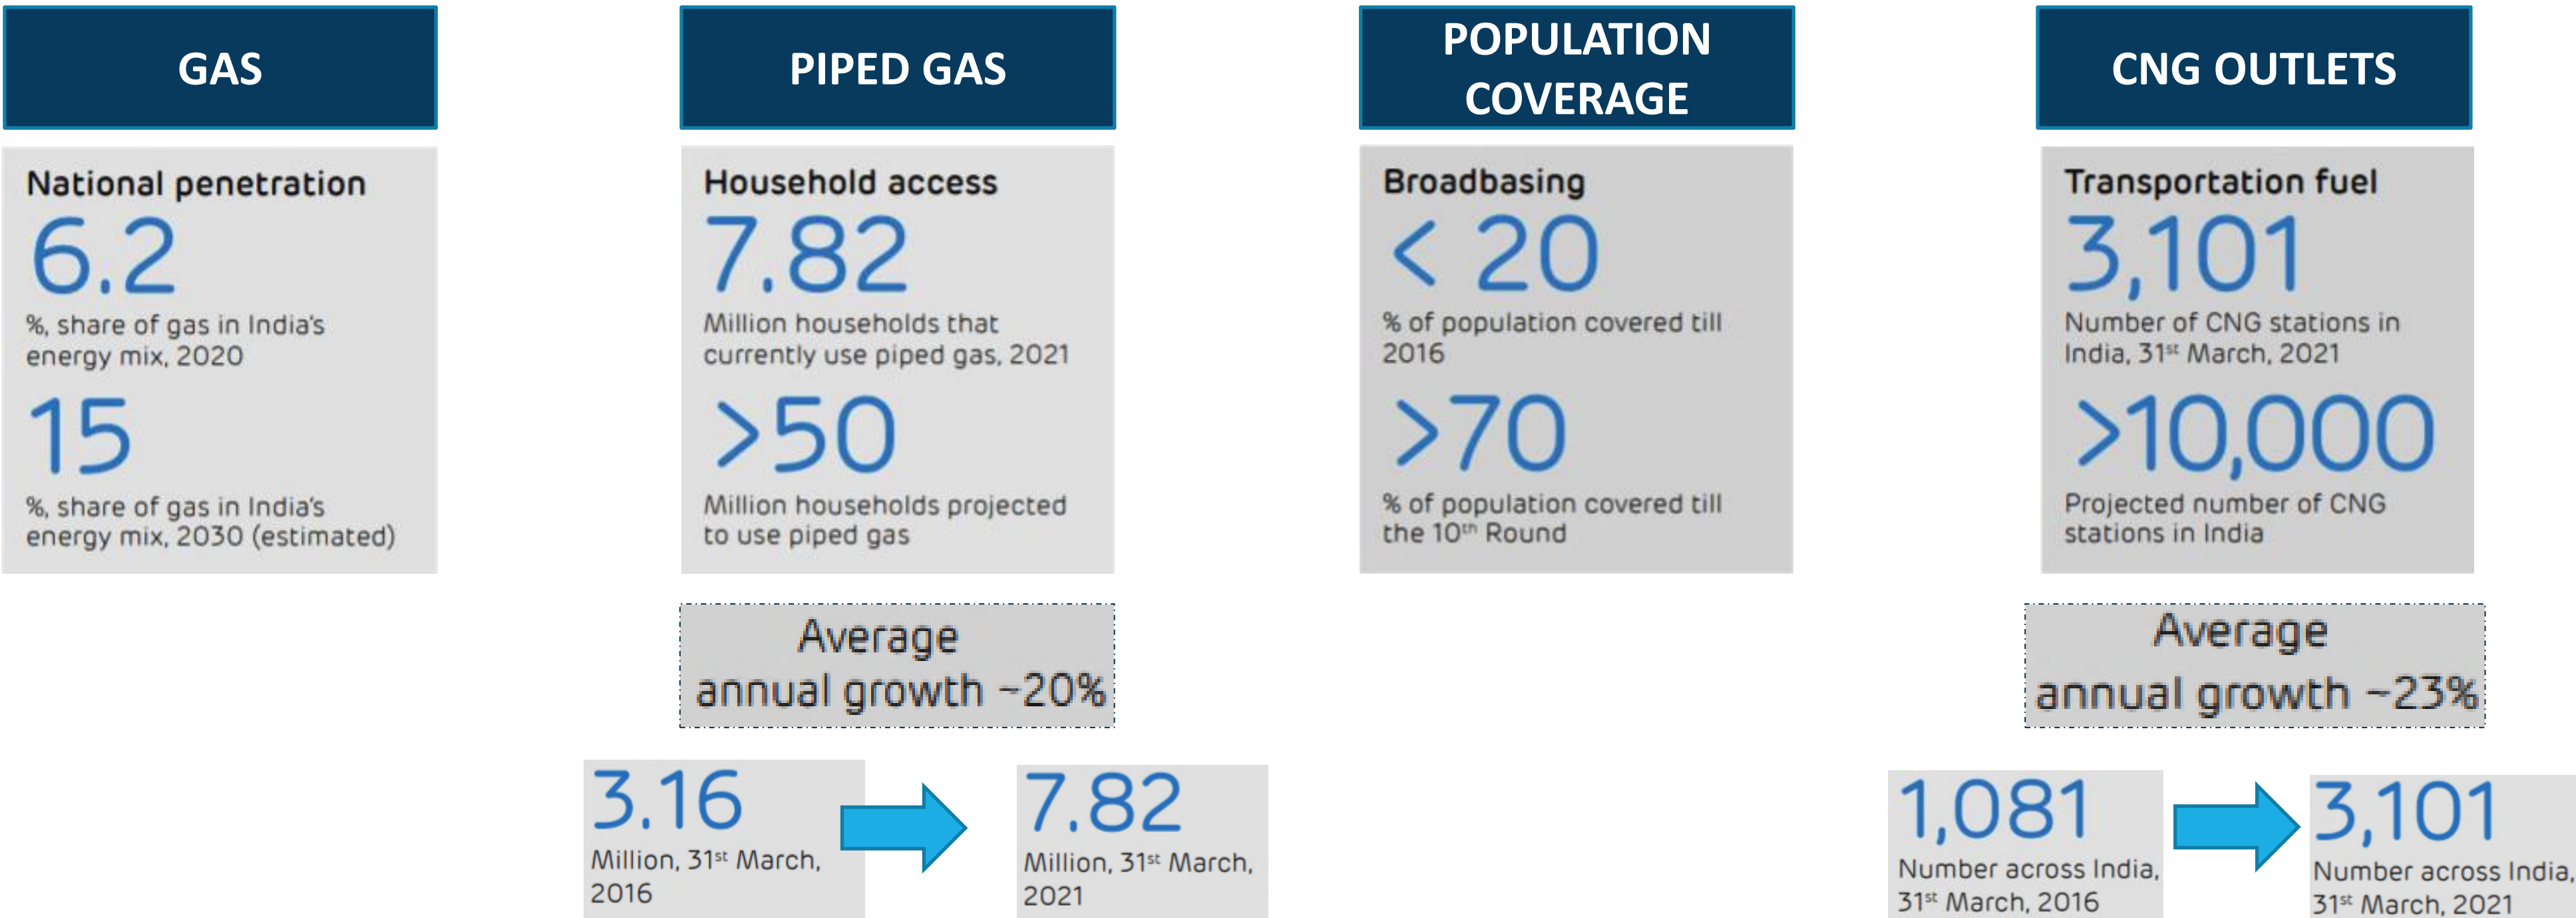 GAS
National penetration
6.2
%, share of gas in India's
energy mix, 2020
15
%, share of gas in India's
energy mix, 2030 (estimated)
PIPED GAS
Household access
7.82
Million households that
currently use piped gas, 2021
>50
Million households projected
to use piped gas
Average
annual growth ~20%
3.16
Million, 31st March,
2016
7.82
Million, 31st March,
2021
POPULATION
COVERAGE
Broadbasing
< 20
% of population covered till
2016
>70
% of population covered till
the 10th Round
CNG OUTLETS
Transportation fuel
3,101
Number of CNG stations in
India, 31st March, 2021
>10,000
Projected number of CNG
stations in India
Average
annual growth ~23%
1,081
Number across India,
31st March, 2016
3,101
Number across India,
31st March, 2021